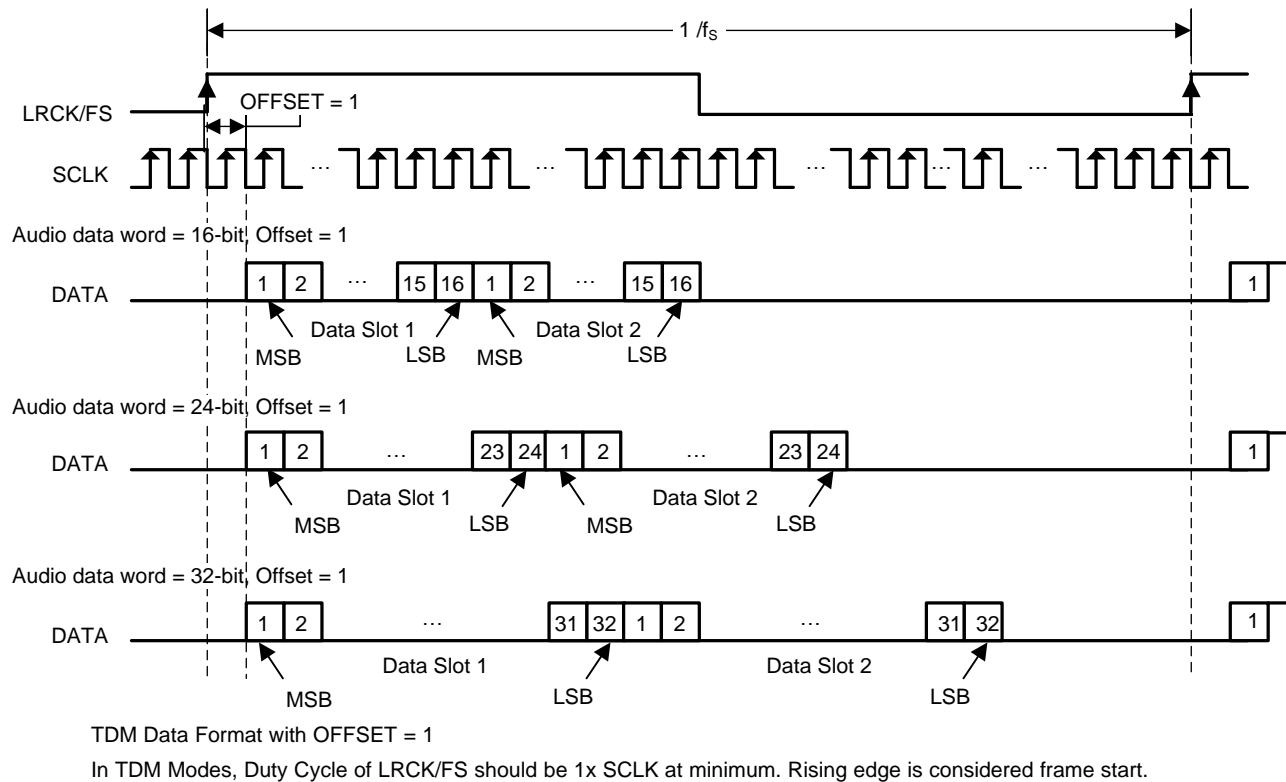 1 /fS
LRCK/FS
OFFSET = 1
SCLK
… … … … …
Audio data word = 16-bit, Offset = 1
DATA
1 2 … 15 16 1 2 … 15 16 1
Data Slot 1 Data Slot 2
MSB LSB MSB LSB
Audio data word = 24-bit, Offset = 1
DATA
1 2 … 23 24 1 2 … 23 24 1
Data Slot 1 Data Slot 2
MSB LSB MSB LSB
Audio data word = 32-bit, Offset = 1
DATA
1 2 … 31 32 1 2 … 31 32 1
Data Slot 1 Data Slot 2
MSB LSB LSB
TDM Data Format with OFFSET = 1
In TDM Modes, Duty Cycle of LRCK/FS should be 1x SCLK at minimum. Rising edge is considered frame start.